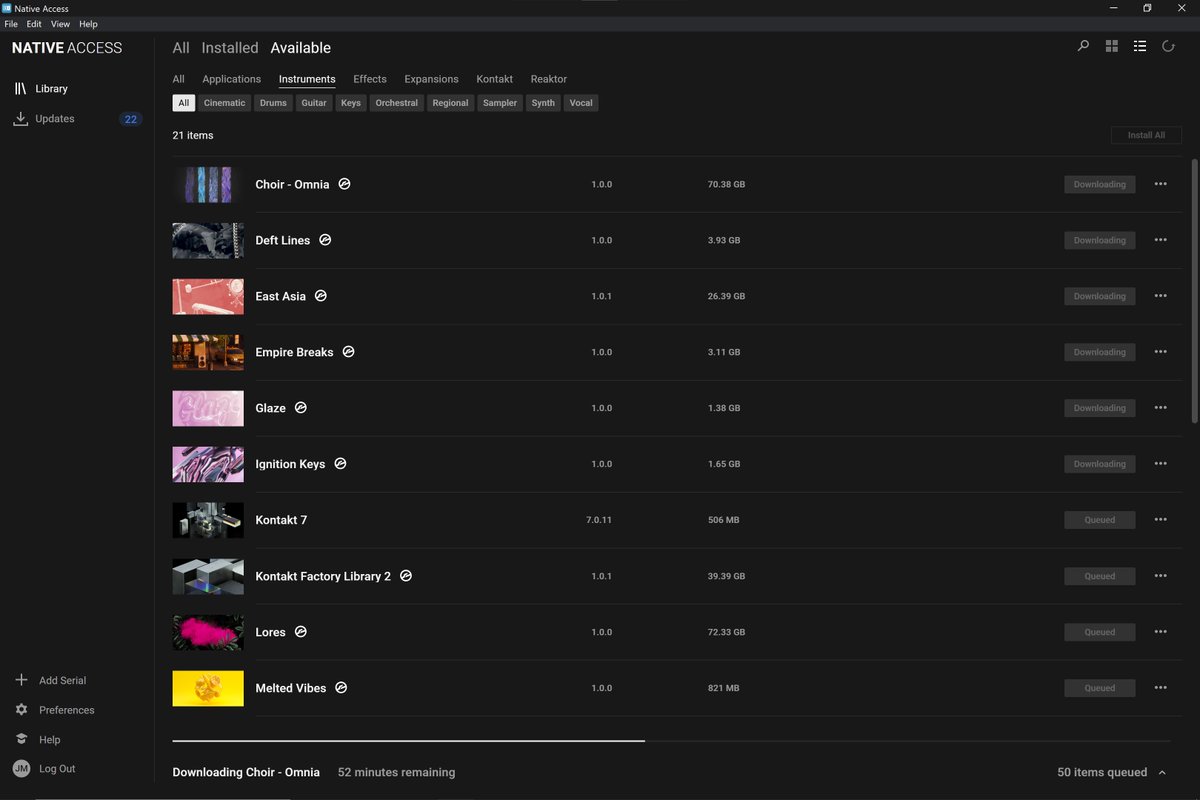 Native Access
File Edit View Help
NATIVE ACCESS
All Installed Available
Library
Updates 22
All Applications Instruments Effects Expansions Kontakt Reaktor
All Cinematic Drums Guitar Keys Orchestral Regional Sampler Synth Vocal
21 items Install All
Choir - Omnia 1.0.0 70.38 GB Downloading
Deft Lines 1.0.0 3.93 GB Downloading
East Asia 1.0.1 26.39 GB Downloading
Empire Breaks 1.0.0 3.11 GB Downloading
Glaze 1.0.0 1.38 GB Downloading
Ignition Keys 1.0.0 1.65 GB Downloading
Kontakt 7 7.0.11 506 MB Queued
Kontakt Factory Library 2 1.0.1 39.39 GB Queued
Lores 1.0.0 72.33 GB Queued
Melted Vibes 1.0.0 821 MB Queued
Add Serial
Preferences
Help
JM Log Out
Downloading Choir - Omnia 52 minutes remaining 50 items queued